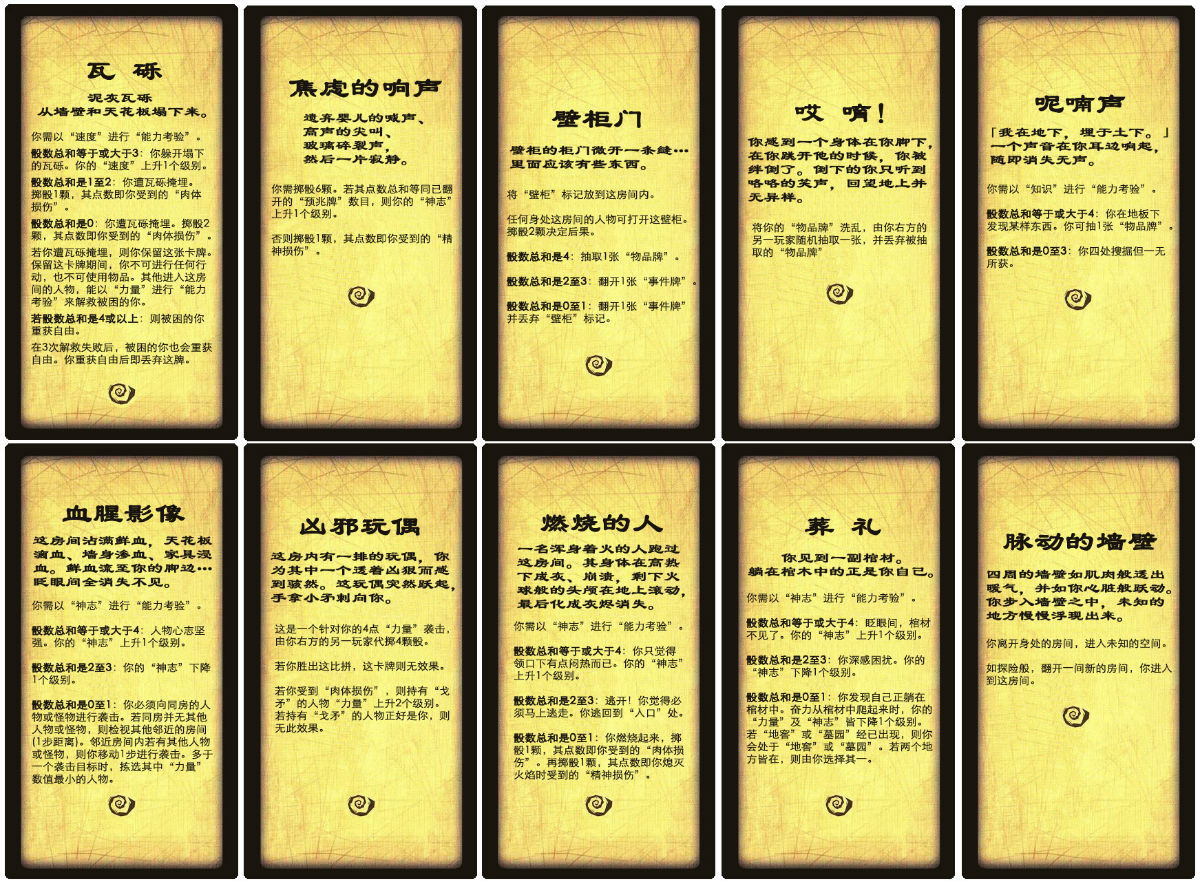 瓦 砾
泥灰瓦砾
从墙壁和天花板塌下来。
你需以“速度”进行“能力考验”。
骰数总和等于或大于3：你躲开塌下
的瓦砾。你的“速度”上升1个级别。
骰数总和是1至2：你遭瓦砾掩埋。
掷骰1颗，其点数即你受到的“肉体
损伤”。
骰数总和是0：你遭瓦砾掩埋。掷骰2
颗，其点数即你受到的“肉体损伤”。
若你遭瓦砾掩埋，则你保留这张卡牌。
保留这卡牌期间，你不可进行任何行
动，也不可使用物品。其他进入这房
间的人物，能以“力量”进行“能力
考验”来解救被困的你。
若骰数总和是4或以上：则被困的你
重获自由。
在3次解救失败后，被困的你也会重获
自由。你重获自由后即丢弃这牌。
焦虑的响声
遗弃婴儿的喊声、
高声的尖叫、
玻璃碎裂声，
然后一片寂静。
你需掷骰6颗。若其点数总和等同已翻
开的“预兆牌”数目，则你的“神志”
上升1个级别。
否则掷骰1颗，其点数即你受到的“精
神损伤”。
壁柜门
壁柜的柜门微开一条缝…
里面应该有些东西。
将“壁柜”标记放到这房间内。
任何身处这房间的人物可打开这壁柜。
掷骰2颗决定后果。
骰数总和是4：抽取1张“物品牌”。
骰数总和是2至3：翻开1张“事件牌”。
骰数总和是0至1：翻开1张“事件牌”
并丢弃“壁柜”标记。
哎 唷！
你感到一个身体在你脚下，
在你跳开他的时候，你被
绊倒了。倒下的你只听到
咯咯的笑声，回望地上并
无异样。
将你的“物品牌”洗乱，由你右方的
另一玩家随机抽取一张，并丢弃被抽
取的“物品牌”
呢喃声
「我在地下，埋于土下。」
一个声音在你耳边响起，
随即消失无声。
你需以“知识”进行“能力考验”。
骰数总和等于或大于4：你在地板下
发现某样东西。你可抽1张“物品牌”。
骰数总和是0至3：你四处搜掘但一无
所获。
血腥影像
这房间沾满鲜血，天花板
滴血、墙身渗血、家具浸
血。鲜血流至你的脚边…
眨眼间全消失不见。
你需以“神志”进行“能力考验”。
骰数总和等于或大于4：人物心志坚
强。你的“神志”上升1个级别。
骰数总和是2至3：你的“神志”下降
1个级别。
骰数总和是0至1：你必须向同房的人
物或怪物进行袭击。若同房并无其他
人物或怪物，则检视其他邻近的房间
(1步距离)。邻近房间内若有其他人物
或怪物，则你移动1步进行袭击。多于
一个袭击目标时，拣选其中“力量”
数值最小的人物。
凶邪玩偶
这房内有一排的玩偶，你
为其中一个透着凶狠而感
到骇然。这玩偶突然跃起，
手拿小矛刺向你。
这是一个针对你的4点“力量”袭击，
由你右方的另一玩家代掷4颗骰。
若你胜出这比拼，这卡牌则无效果。
若你受到“肉体损伤”，则持有“戈
矛”的人物“力量”上升2个级别。
若持有“戈矛”的人物正好是你，则
无此效果。
燃烧的人
一名浑身着火的人跑过
这房间。其身体在高热
下成灰、崩溃，剩下火
球般的头颅在地上滚动，
最后化成灰烬消失。
你需以“神志”进行“能力考验”。
骰数总和等于或大于4：你只觉得
领口下有点闷热而已。你的“神志”
上升1个级别。
骰数总和是2至3：逃开！你觉得必
须马上逃走。你逃回到“入口”处。
骰数总和是0至1：你燃烧起来，掷
骰1颗，其点数即你受到的“肉体损
伤”。再掷骰1颗，其点数即你熄灭
火焰时受到的“精神损伤”。
葬 礼
你见到一副棺材。
躺在棺木中的正是你自己。
你需以“神志”进行“能力考验”。
骰数总和等于或大于4：眨眼间，棺材
不见了。你的“神志”上升1个级别。
骰数总和是2至3：你深感困扰。你的
“神志”下降1个级别。
骰数总和是0至1：你发现自己正躺在
棺材中。奋力从棺材中爬起来时，你的
“力量”及“神志”皆下降1个级别。
若“地窖”或“墓园”经已出现，则你
会处于“地窖”或“墓园”。若两个地
方皆在，则由你选择其一。
脉动的墙壁
四周的墙壁如肌肉般透出
暖气，并如你心脏般跃动。
你步入墙壁之中，未知的
地方慢慢浮现出来。
你离开身处的房间，进入未知的空间。
如探险般，翻开一间新的房间，你进入
到这房间。